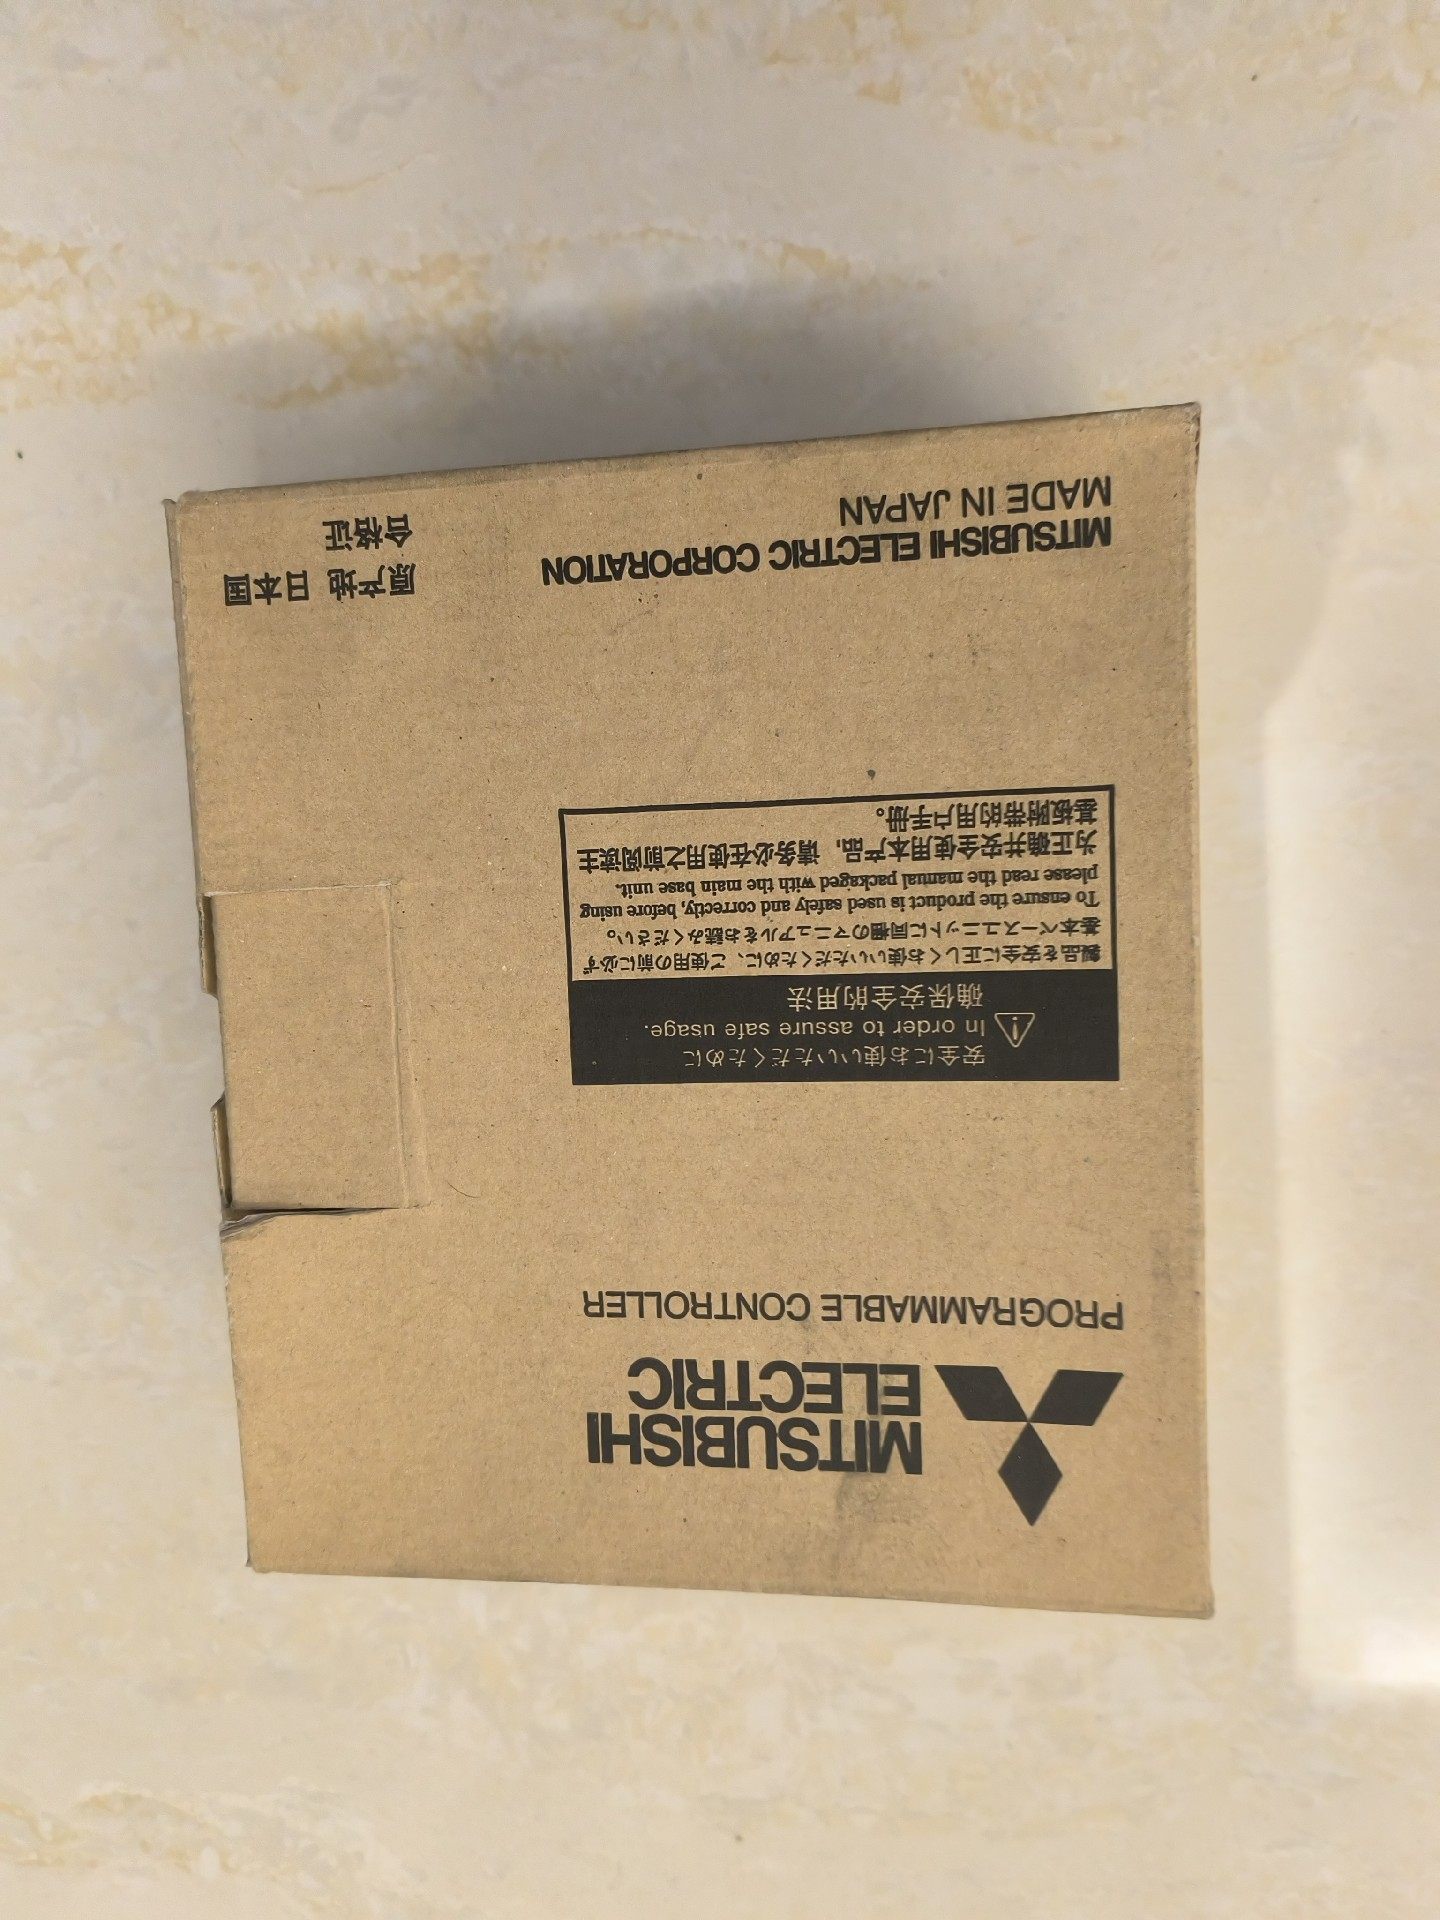 MITSUBISHI
ELECTRIC
PROGRAMMABLE CONTROLLER
安全にお使いいただくために
In order to assure safe usage.
确保安全的用法
製品を安全に正しくお使いいただくために、ご使用の前に必ず
基本ベースユニットに同梱のマニュアルをお読みください。
To ensure the product is used safely and correctly, before using
please read the manual packaged with the main base unit.
为正确并安全使用本产品，请务必在使用之前阅读主
基板附带的用户手册。
MITSUBISHI ELECTRIC CORPORATION
MADE IN JAPAN
原产地 日本国
合格证